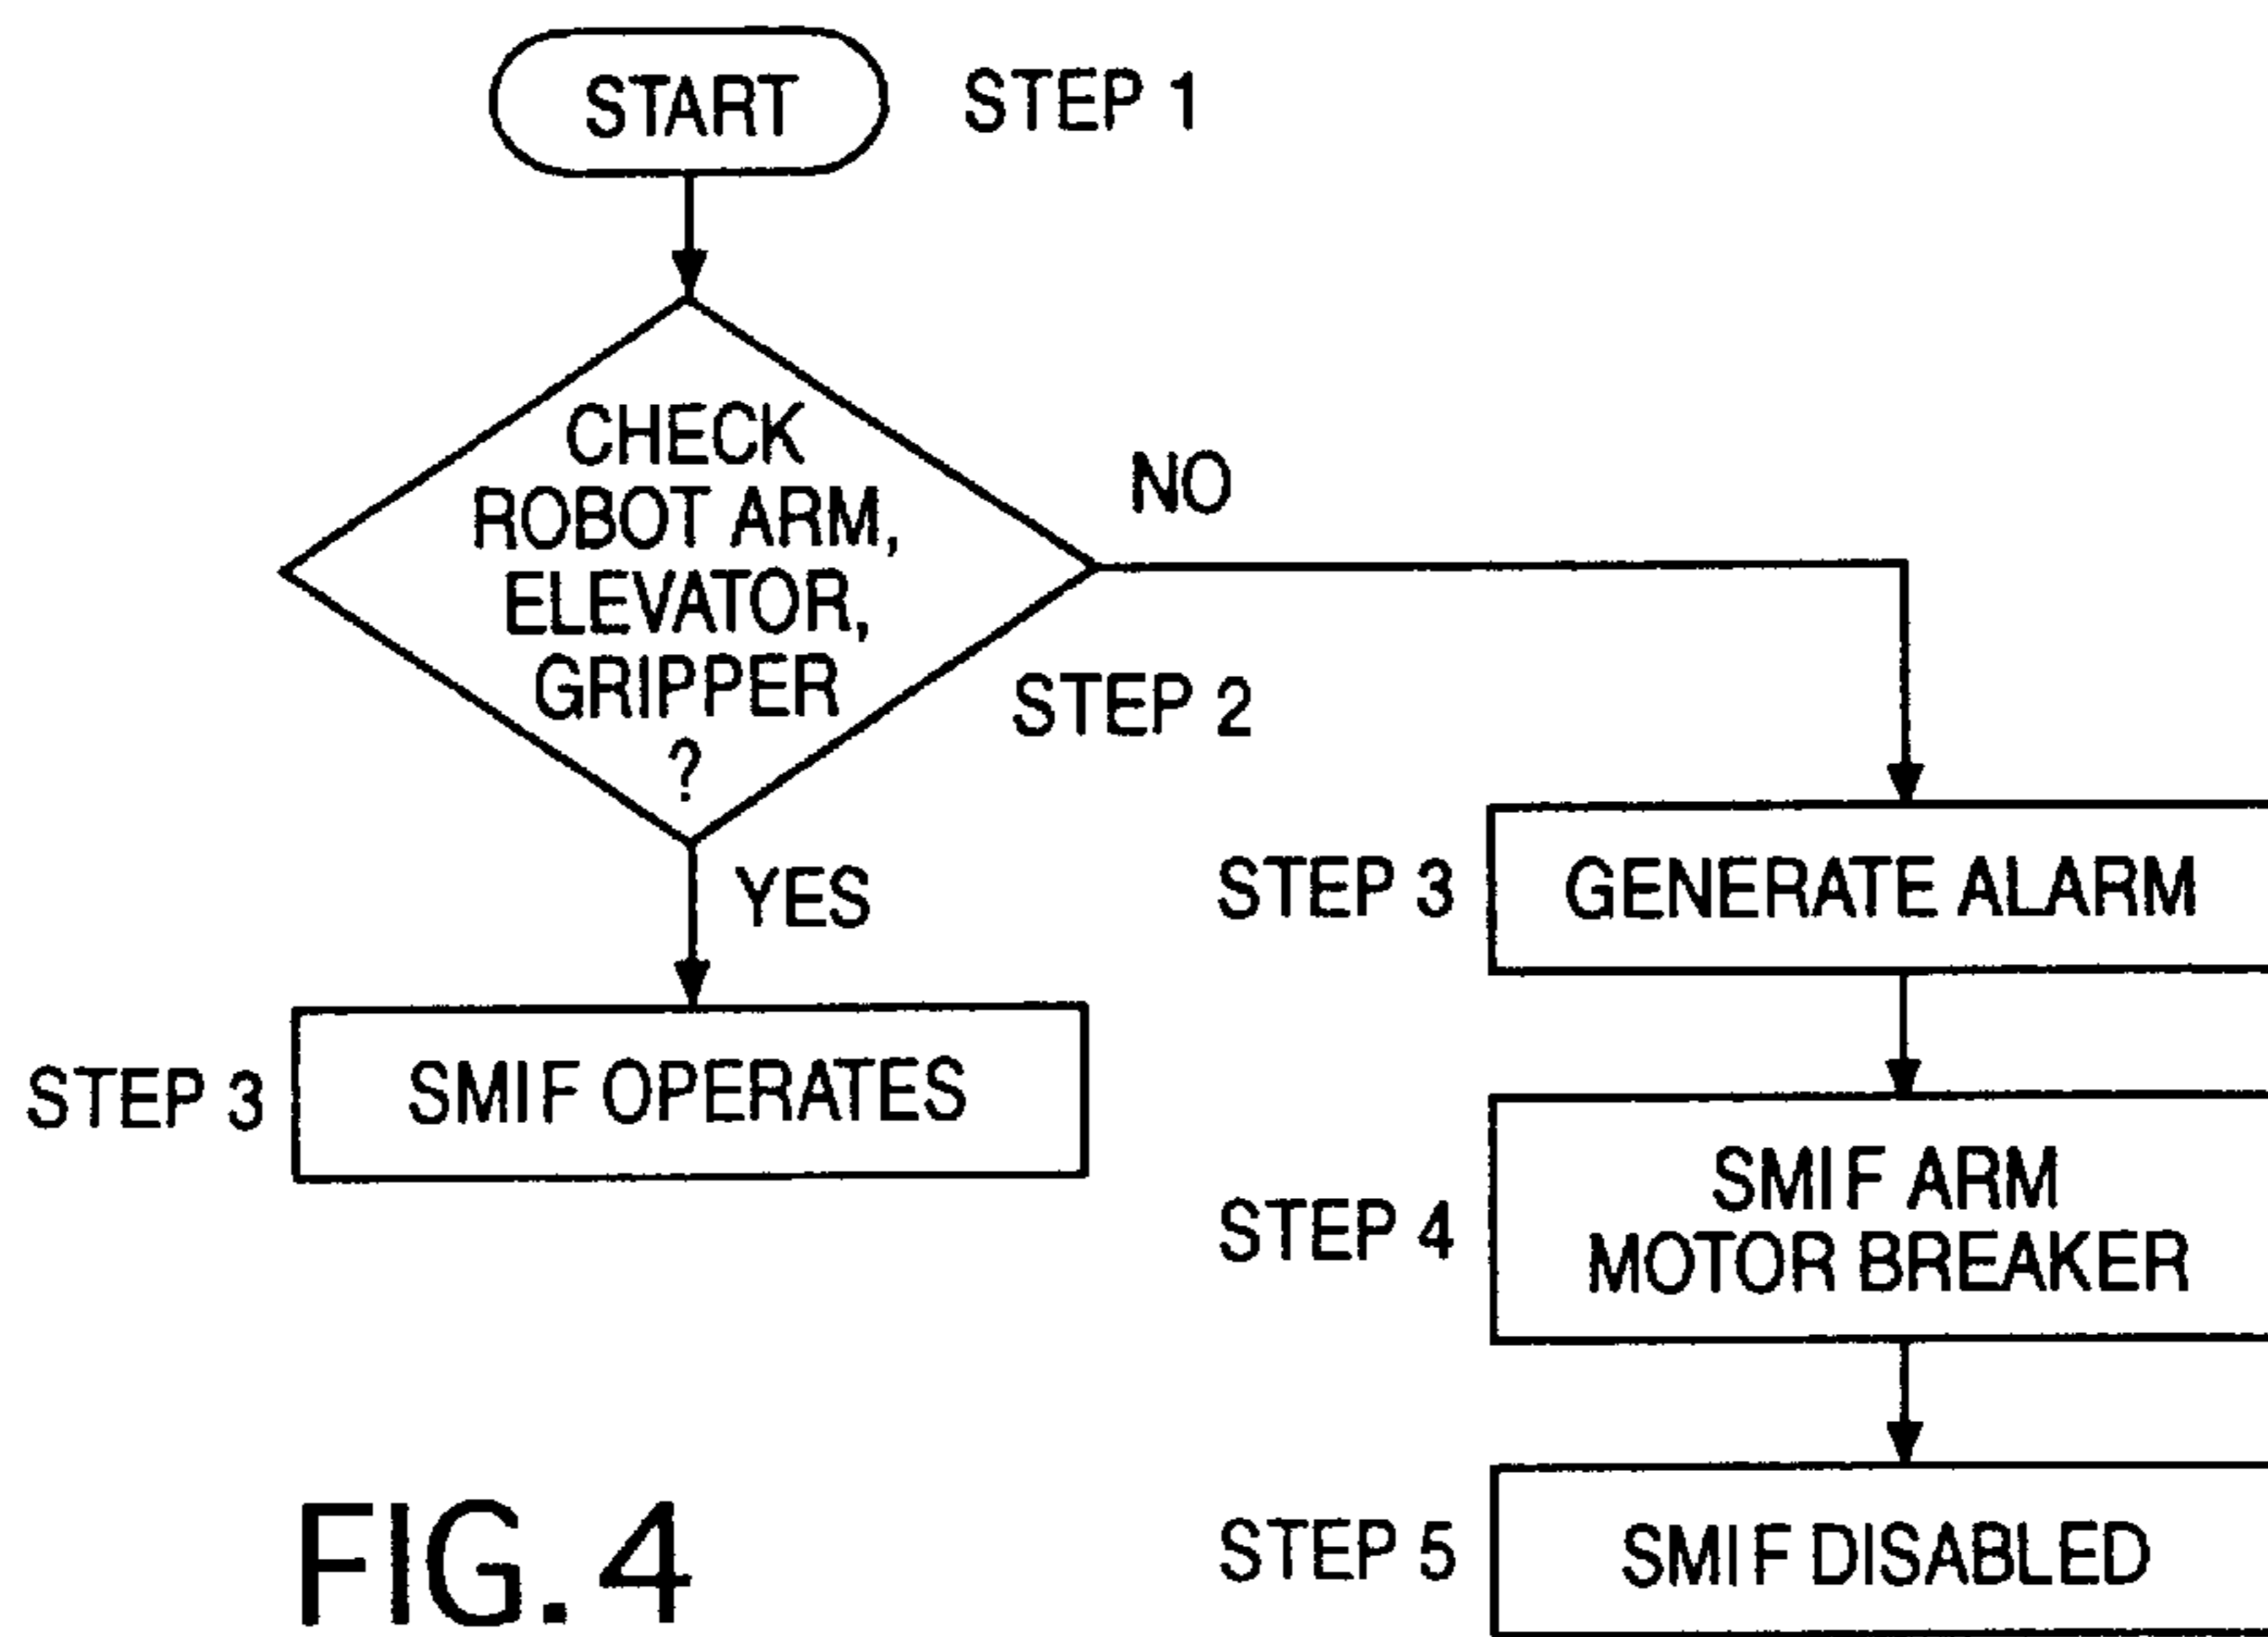 START
STEP 1
CHECK
ROBOT ARM,
ELEVATOR,
GRIPPER
?
NO
STEP 2
YES
STEP 3
SMIF OPERATES
STEP 3
GENERATE ALARM
STEP 4
SMIF ARM
MOTOR BREAKER
STEP 5
SMIF DISABLED
FIG. 4